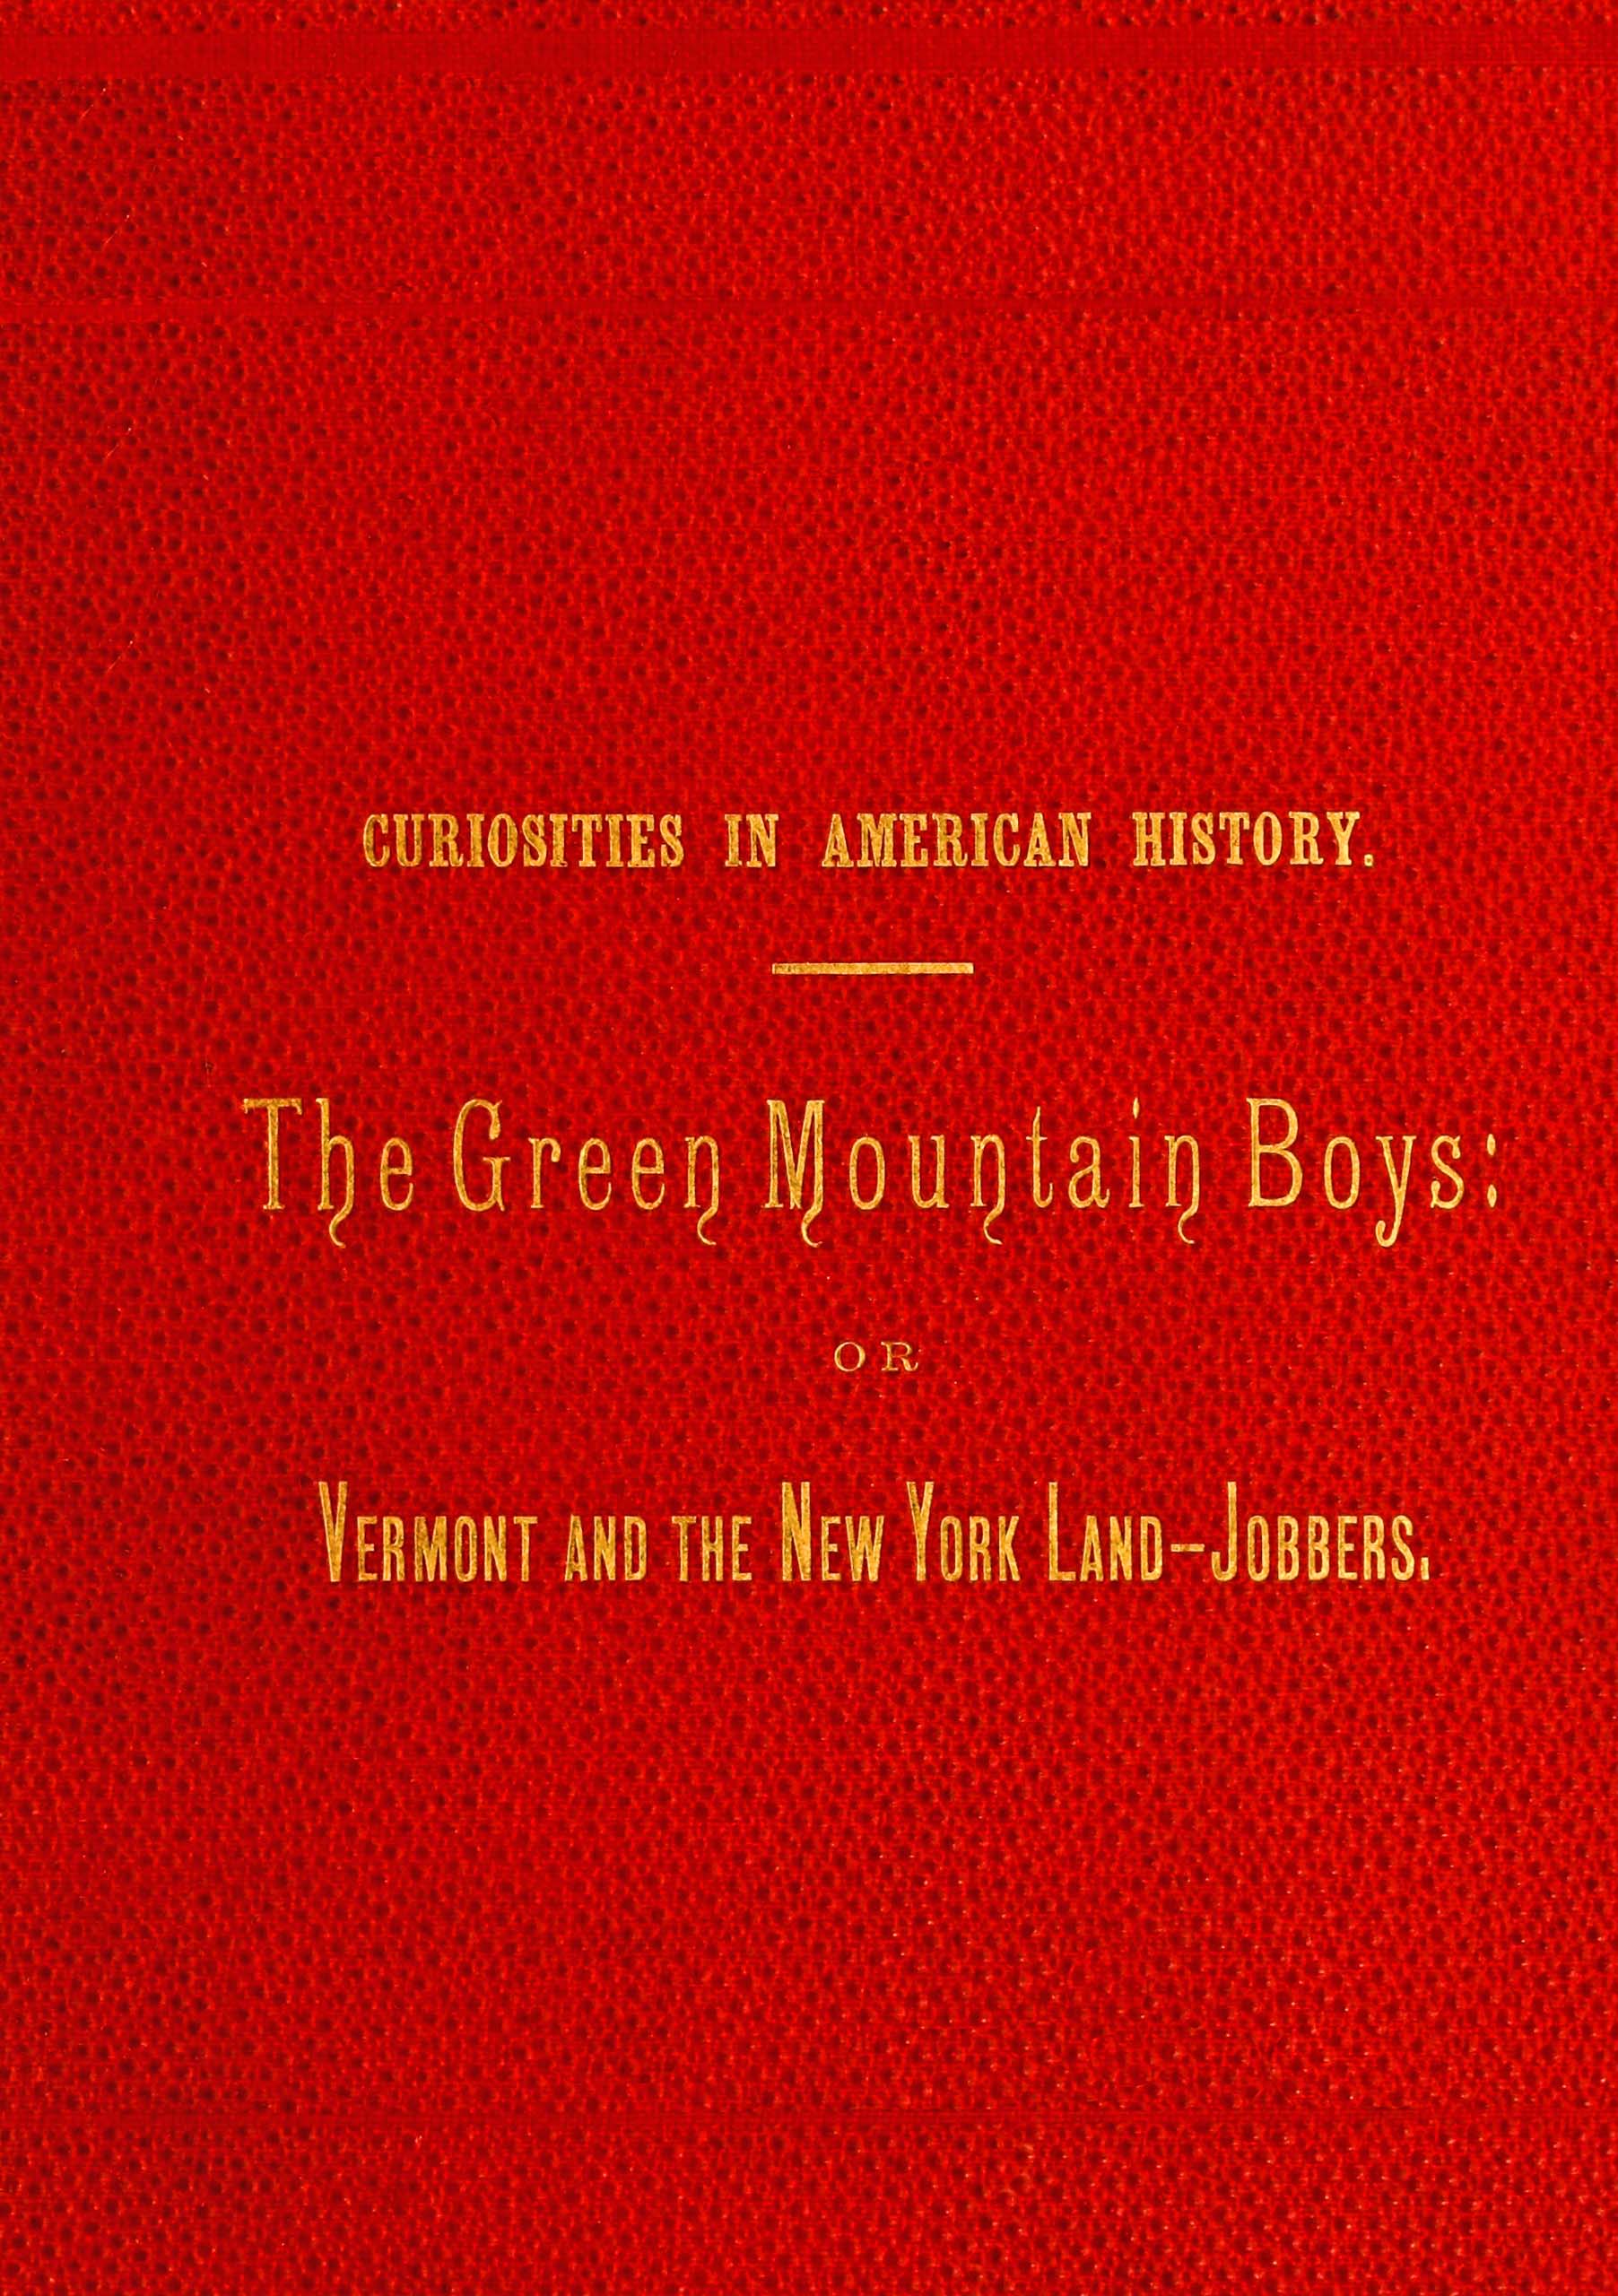 CURIOSITIES IN AMERICAN HISTORY.
The Green Mountain Boys:
OR
VERMONT AND THE NEW YORK LAND-JOBBERS.